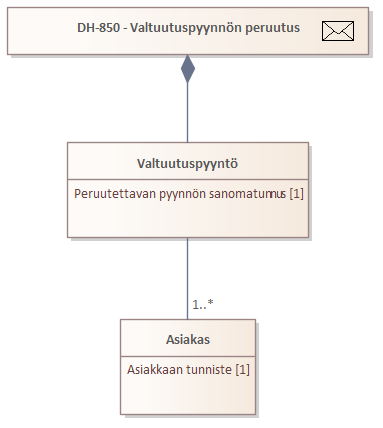 DH-850 - Valtuutuspyynnön peruutus
Valtuutuspyyntö
Peruutettavan pyynnön sanomatunnus [1]
1..*
Asiakas
Asiakkaan tunniste [1]